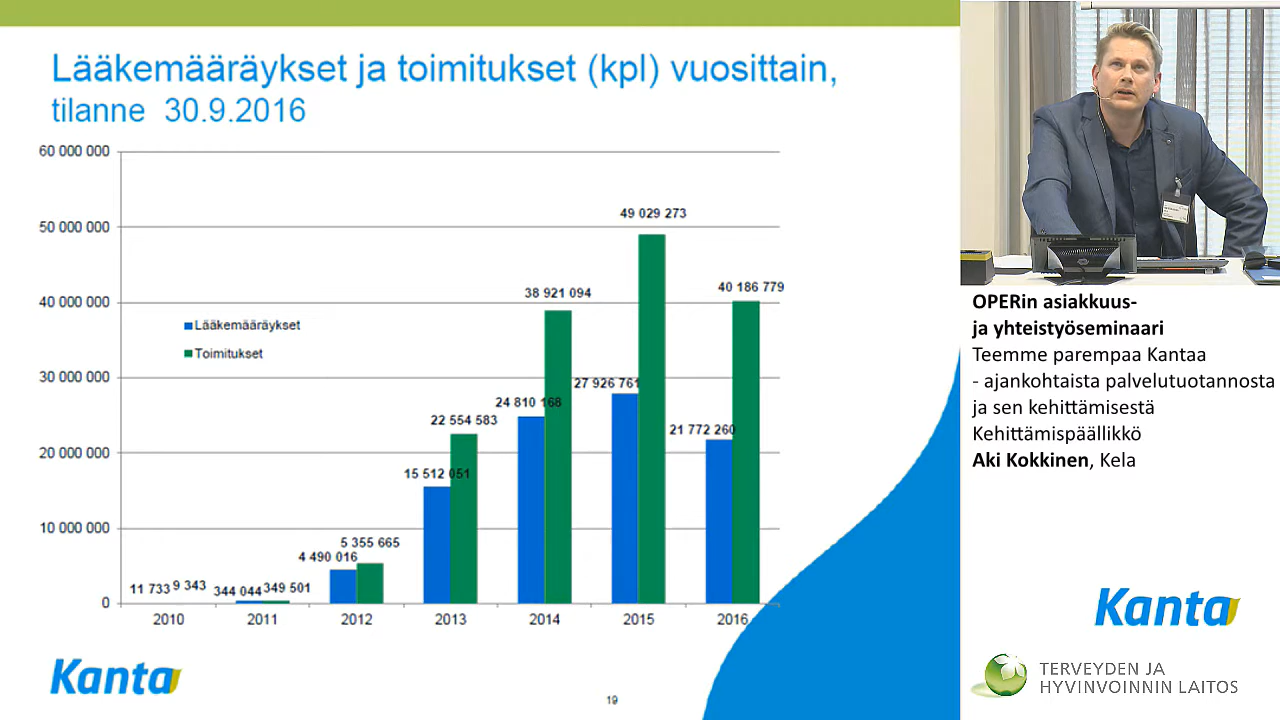 Lääkemääräykset ja toimitukset (kpl) vuosittain,
tilanne 30.9.2016
60 000 000
50 000 000
40 000 000
30 000 000
20 000 000
10 000 000
0
Lääkemääräykset
Toimitukset
11 733 9 343
344 044 349 501
4 490 016
5 355 665
15 512 051
22 554 583
24 810 168
38 921 094
27 926 761
49 029 273
21 772 260
40 186 779
2010 2011 2012 2013 2014 2015 2016
Kanta
19
OPERin asiakkuus-
ja yhteistyöseminaari
Teemme parempaa Kantaa
- ajankohtaista palvelutuotannosta
ja sen kehittämisestä
Kehittämispäällikkö
Aki Kokkinen, Kela
Kanta
TERVEYDEN JA
HYVINVOINNIN LAITOS